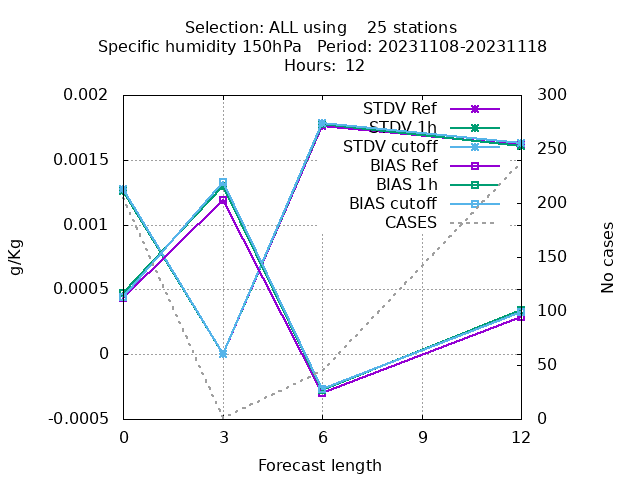 Selection: ALL using    25 stations
Specific humidity 150hPa   Period: 20231108-20231118
Hours: 12
0.002
0.0015
0.001
0.0005
0
-0.0005
g/Kg
STDV Ref
STDV 1h
STDV cutoff
BIAS Ref
BIAS 1h
BIAS cutoff
CASES
300
250
200
150
100
50
0
No cases
0 3 6 9 12
Forecast length